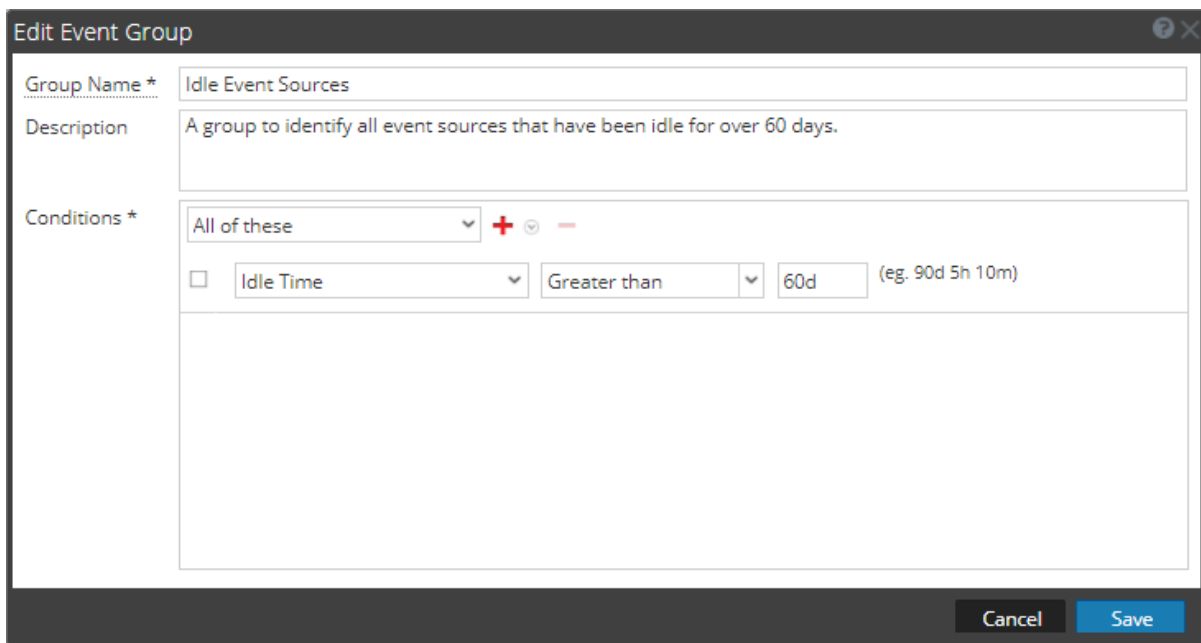 Edit Event Group
Group Name * Idle Event Sources
Description A group to identify all event sources that have been idle for over 60 days.
Conditions * All of these
Idle Time Greater than 60d (eg. 90d 5h 10m)
Cancel Save